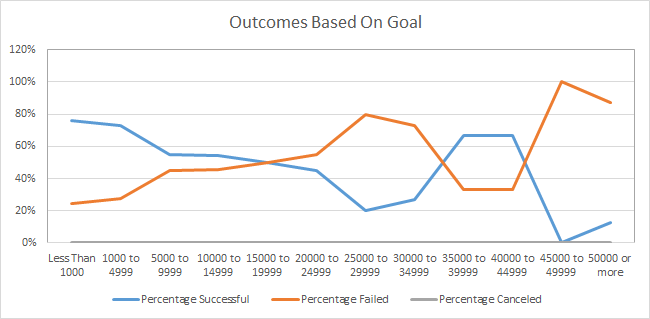 Outcomes Based On Goal
120%
100%
80%
60%
40%
20%
0%
Less Than 1000 to 5000 to 10000 to 15000 to 20000 to 25000 to 30000 to 35000 to 40000 to 45000 to 50000 or
1000 4999 9999 14999 19999 24999 29999 34999 39999 44999 49999 more
Percentage Successful Percentage Failed Percentage Canceled